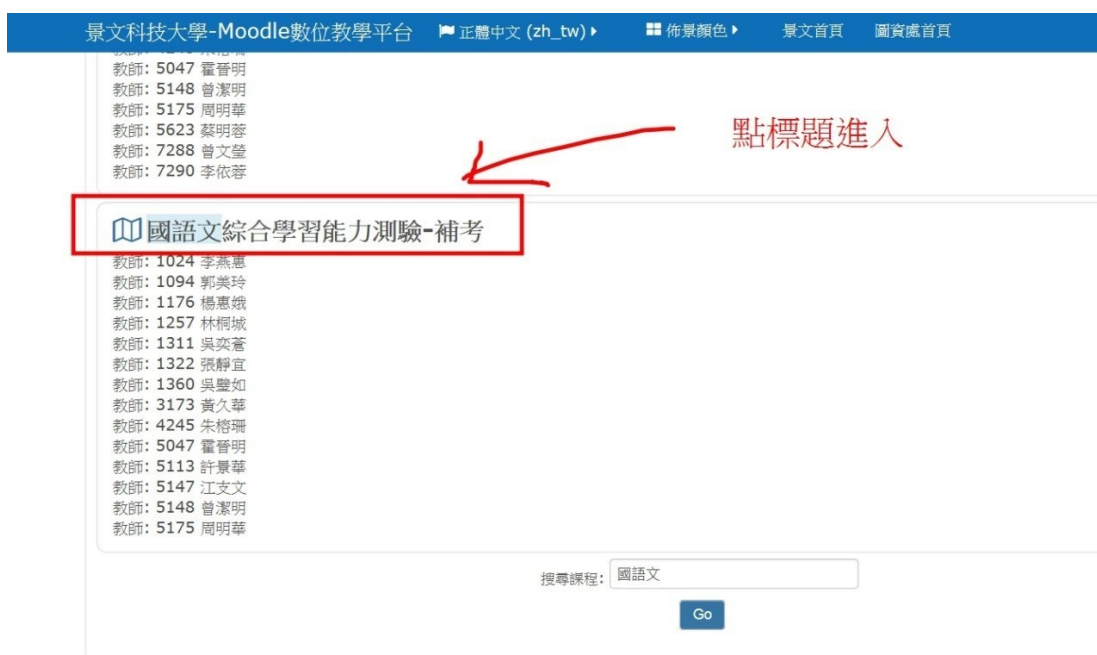 景文科技大學-Moodle數位教學平台 正體中文 (zh_tw) 佈景顏色 景文首頁 圖資處首頁
教師: 5047 霍晉明
教師: 5148 曾潔明
教師: 5175 周明華
教師: 5623 蔡明蓉
教師: 7288 曾文瑩
教師: 7290 李依蓉
點標題進入
國語文綜合學習能力測驗-補考
教師: 1024 李燕惠
教師: 1094 郭美玲
教師: 1176 楊惠娥
教師: 1257 林桐城
教師: 1311 吳奕蒼
教師: 1322 張靜宜
教師: 1360 吳璧如
教師: 3173 黃久華
教師: 4245 朱榕珊
教師: 5047 霍晉明
教師: 5113 許景華
教師: 5147 江支文
教師: 5148 曾潔明
教師: 5175 周明華
搜尋課程: 國語文
Go